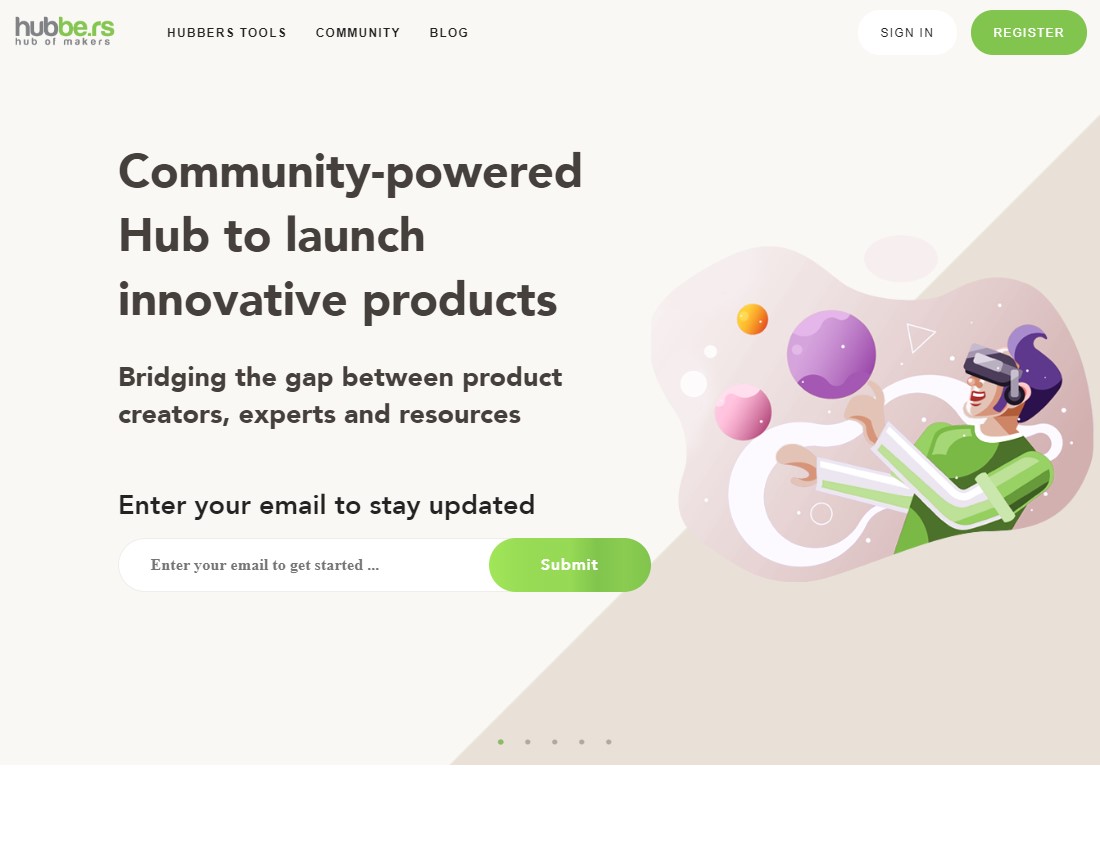 hubbe.rs
hub of makers
HUBBERS TOOLS
COMMUNITY
BLOG
SIGN IN
REGISTER
Community-powered
Hub to launch
innovative products
Bridging the gap between product
creators, experts and resources
Enter your email to stay updated
Enter your email to get started ...
Submit